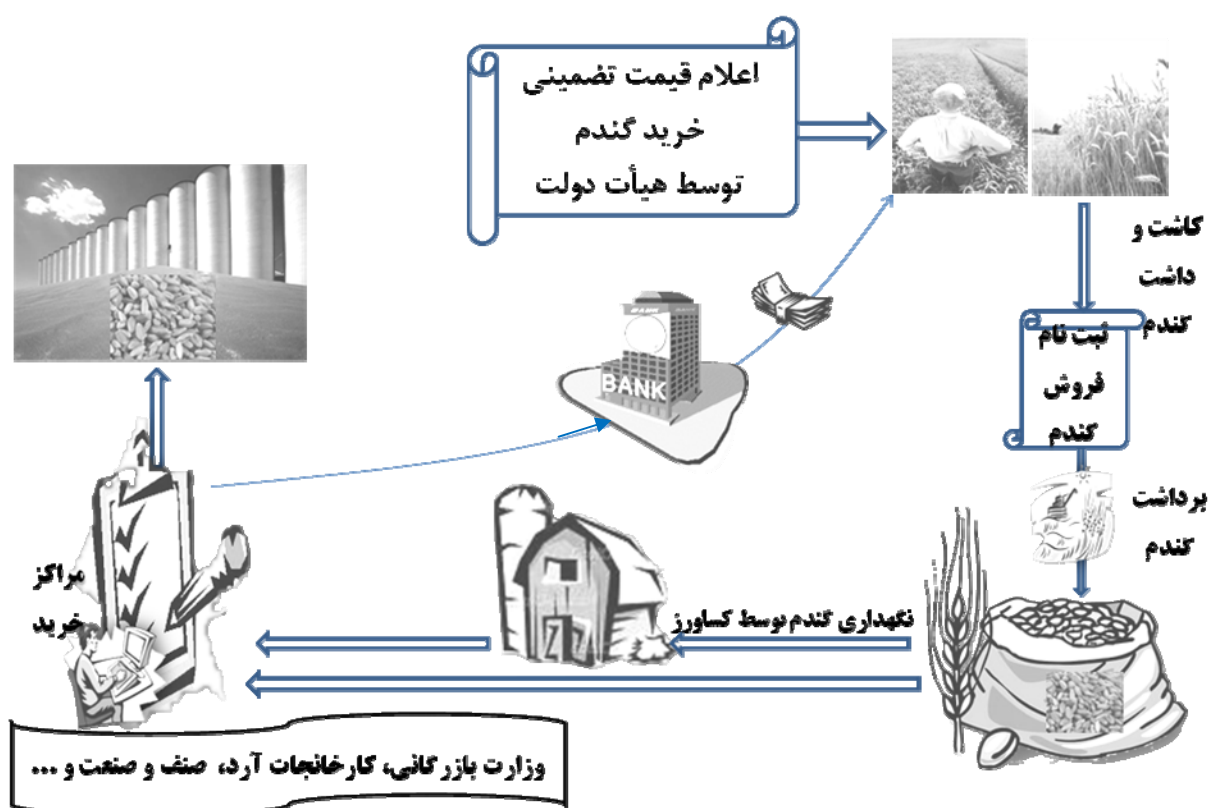 اعلام قیمت تضمینی
خرید گندم
توسط هیأت دولت
کاشت و
داشت
گندم
ثبت نام
فروش
گندم
برداشت
گندم
BANK
BANK
نگهداری گندم توسط کساورز
مراکز
خرید
وزارت بازرگانی، کارخانجات آرد، صنف و صنعت و ...